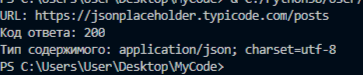 URL: https://jsonplaceholder.typicode.com/posts
Код ответа: 200
Тип содержимого: application/json; charset=utf-8
PS C:\Users\User\Desktop\MyCode>